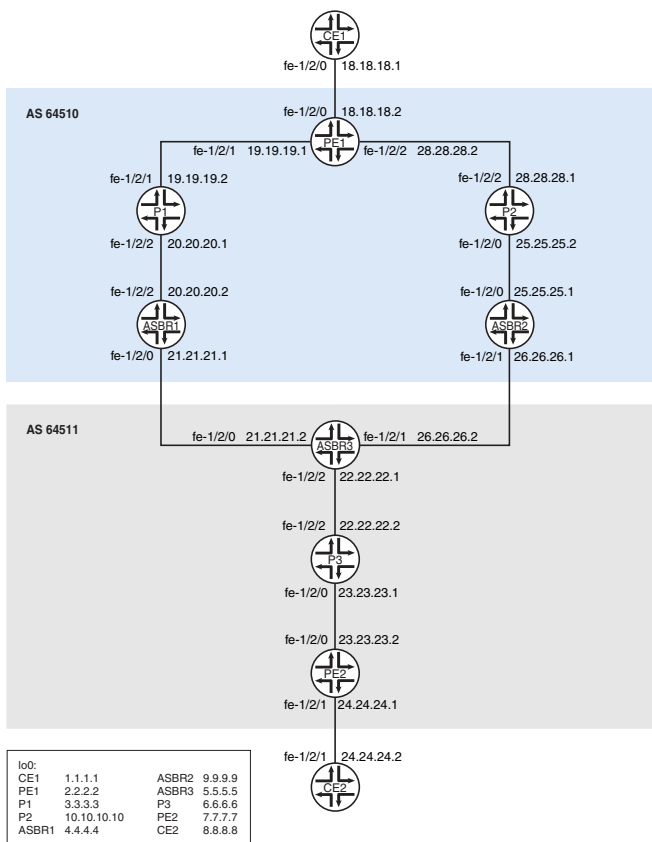 CE1
fe-1/2/0 18.18.18.1
AS 64510
fe-1/2/0 18.18.18.2
PE1
fe-1/2/1 19.19.19.1
fe-1/2/2 28.28.28.2
fe-1/2/1 19.19.19.2
fe-1/2/2 28.28.28.1
P1
P2
fe-1/2/2 20.20.20.1
fe-1/2/0 25.25.25.2
fe-1/2/2 20.20.20.2
fe-1/2/0 25.25.25.1
ASBR1
ASBR2
fe-1/2/0 21.21.21.1
fe-1/2/1 26.26.26.1
AS 64511
fe-1/2/0 21.21.21.2
ASBR3
fe-1/2/1 26.26.26.2
fe-1/2/2 22.22.22.1
fe-1/2/2 22.22.22.2
P3
fe-1/2/0 23.23.23.1
fe-1/2/0 23.23.23.2
PE2
fe-1/2/1 24.24.24.1
fe-1/2/1 24.24.24.2
CE2
lo0:
CE1 1.1.1.1 ASBR2 9.9.9.9
PE1 2.2.2.2 ASBR3 5.5.5.5
P1 3.3.3.3 P3 6.6.6.6
P2 10.10.10.10 PE2 7.7.7.7
ASBR1 4.4.4.4 CE2 8.8.8.8